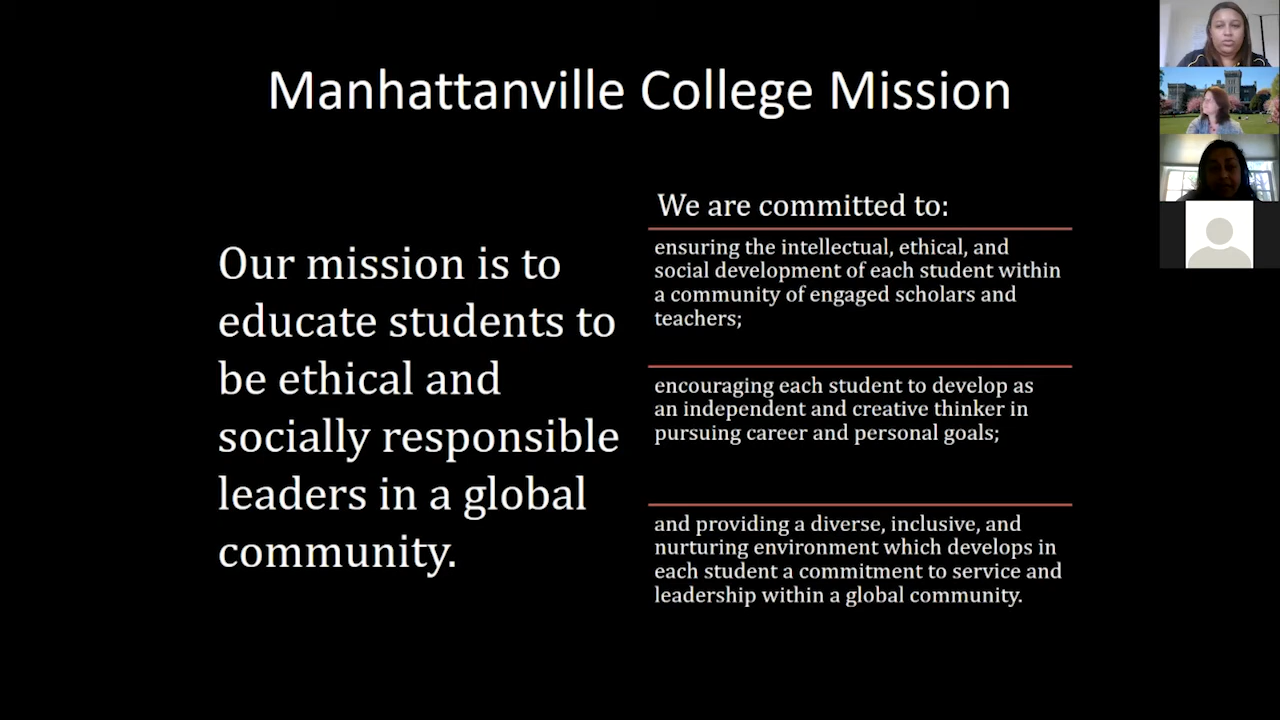 Manhattanville College Mission
Our mission is to
educate students to
be ethical and
socially responsible
leaders in a global
community.
We are committed to:
ensuring the intellectual, ethical, and
social development of each student within
a community of engaged scholars and
teachers;
encouraging each student to develop as
an independent and creative thinker in
pursuing career and personal goals;
and providing a diverse, inclusive, and
nurturing environment which develops in
each student a commitment to service and
leadership within a global community.